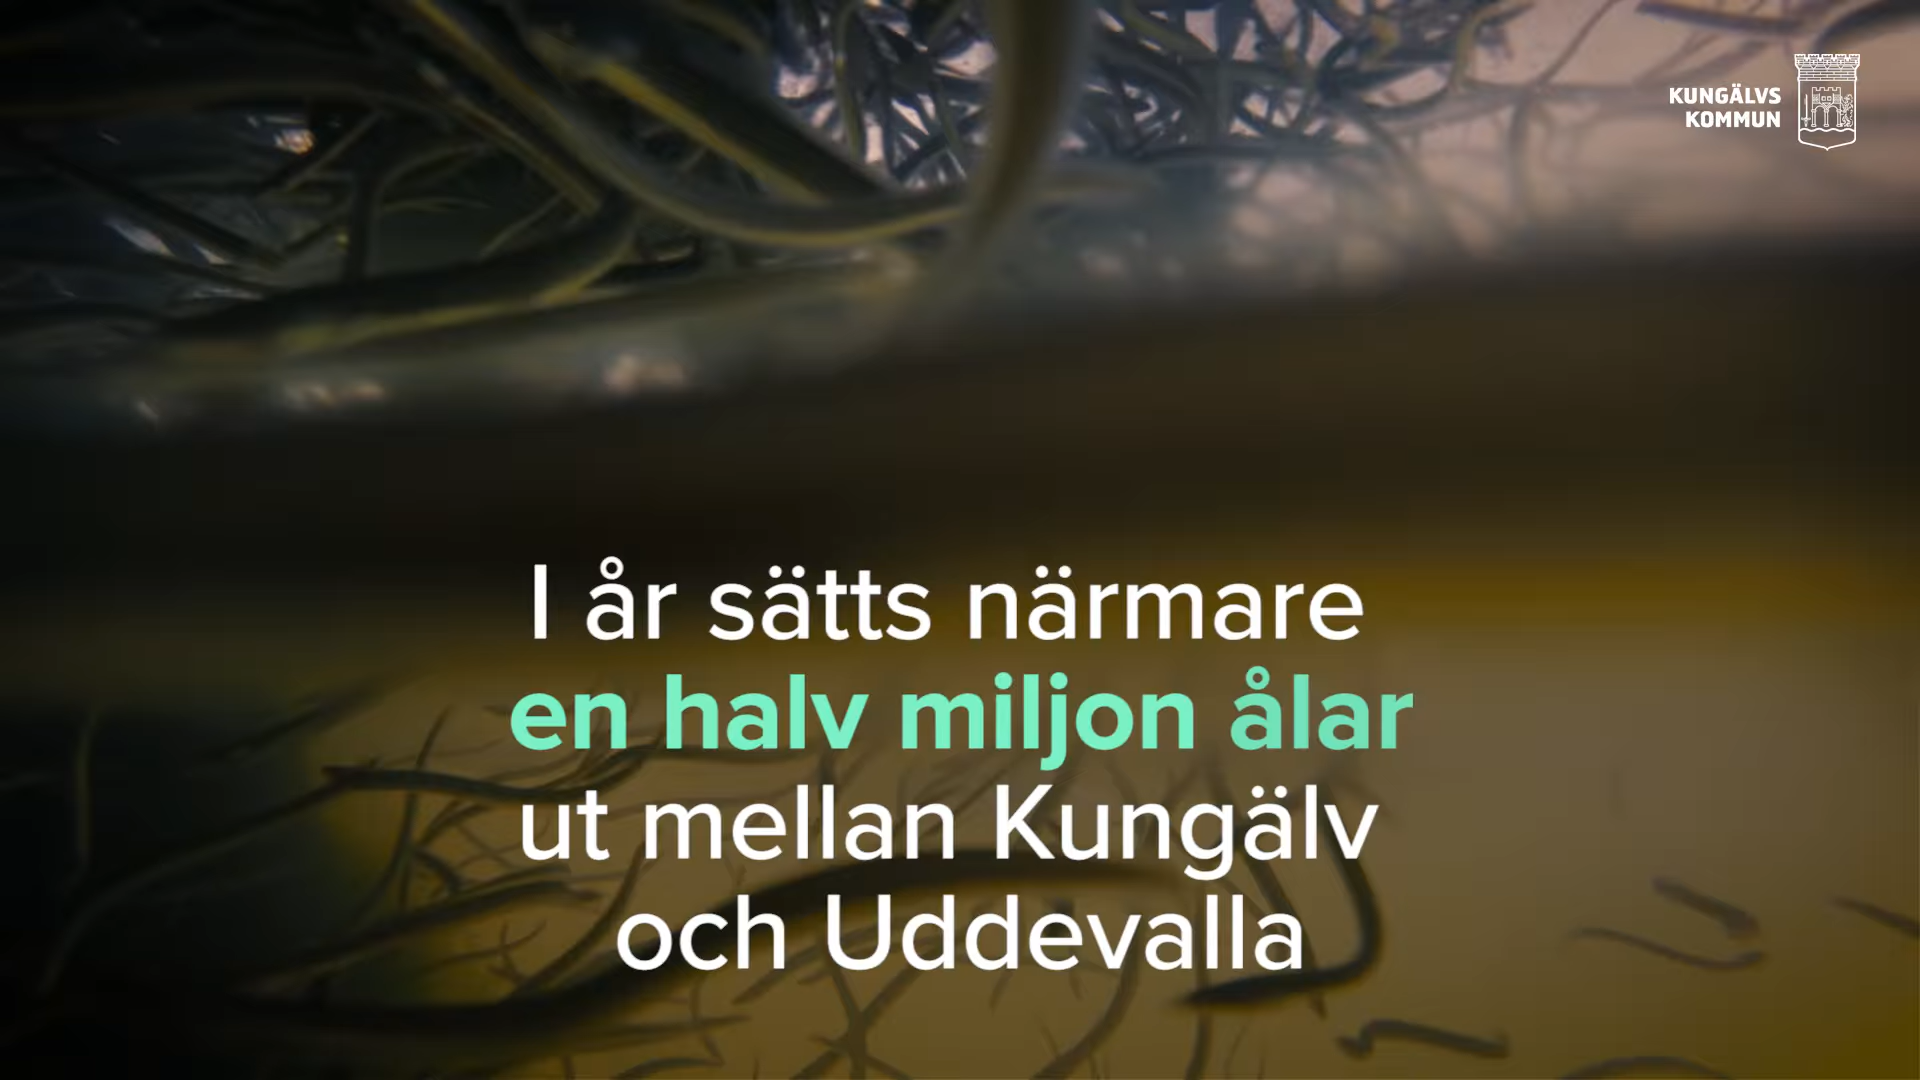 KUNGÄLVS
KOMMUN
I år sätts närmare
en halv miljon ålar
ut mellan Kungälv
och Uddevalla